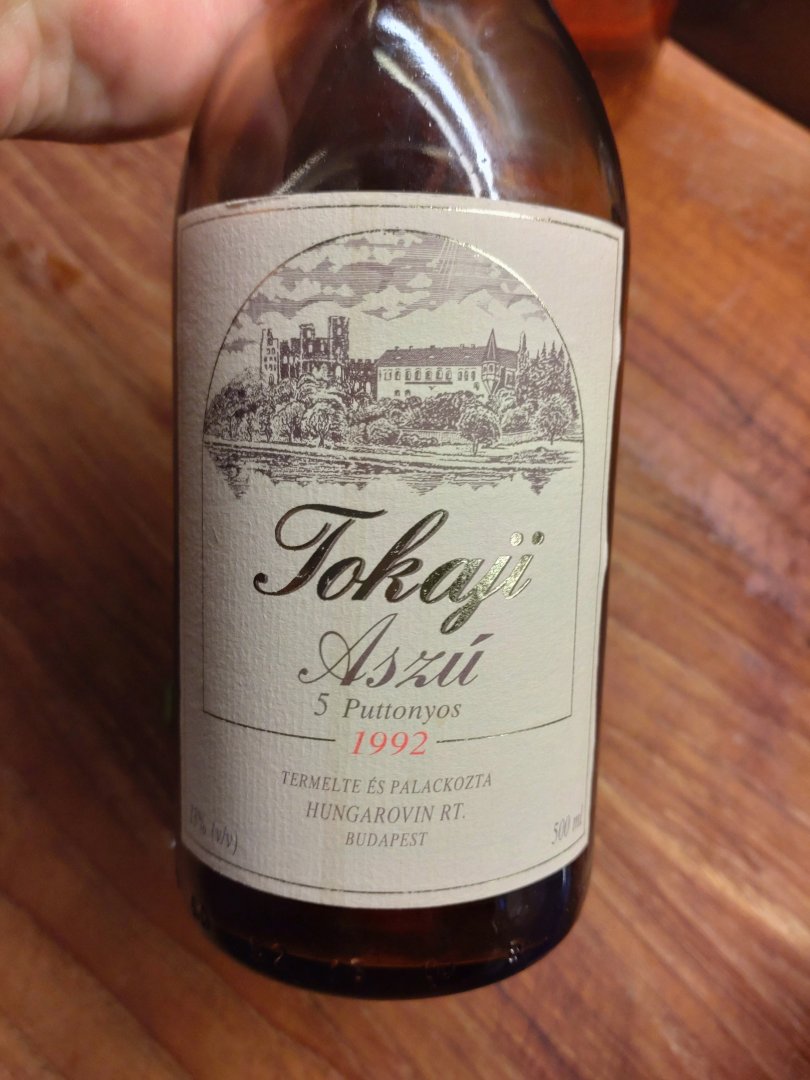 Tokaji
Aszú
5 Puttonyos
1992
TERMELTE ÉS PALACKOZTA
HUNGAROVIN RT.
BUDAPEST
(v/v)
500 ml